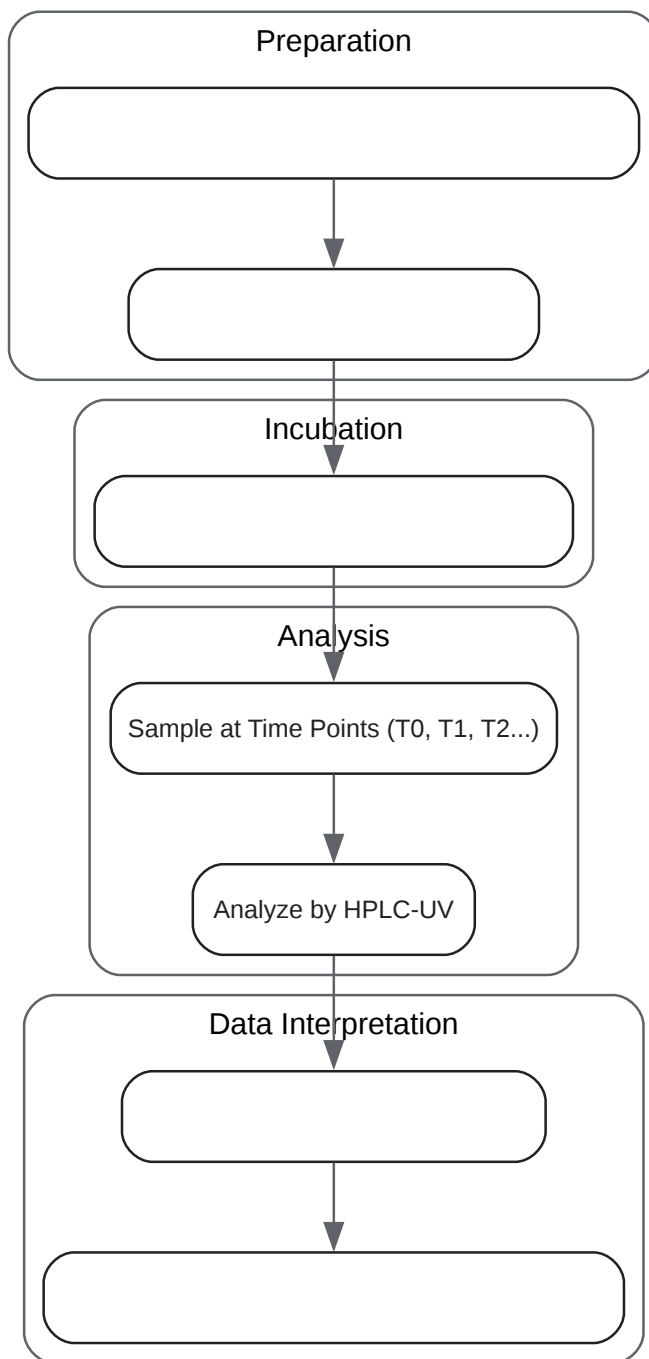 Preparation
Incubation
Analysis
Sample at Time Points (T0, T1, T2...)
Analyze by HPLC-UV
Data Interpretation